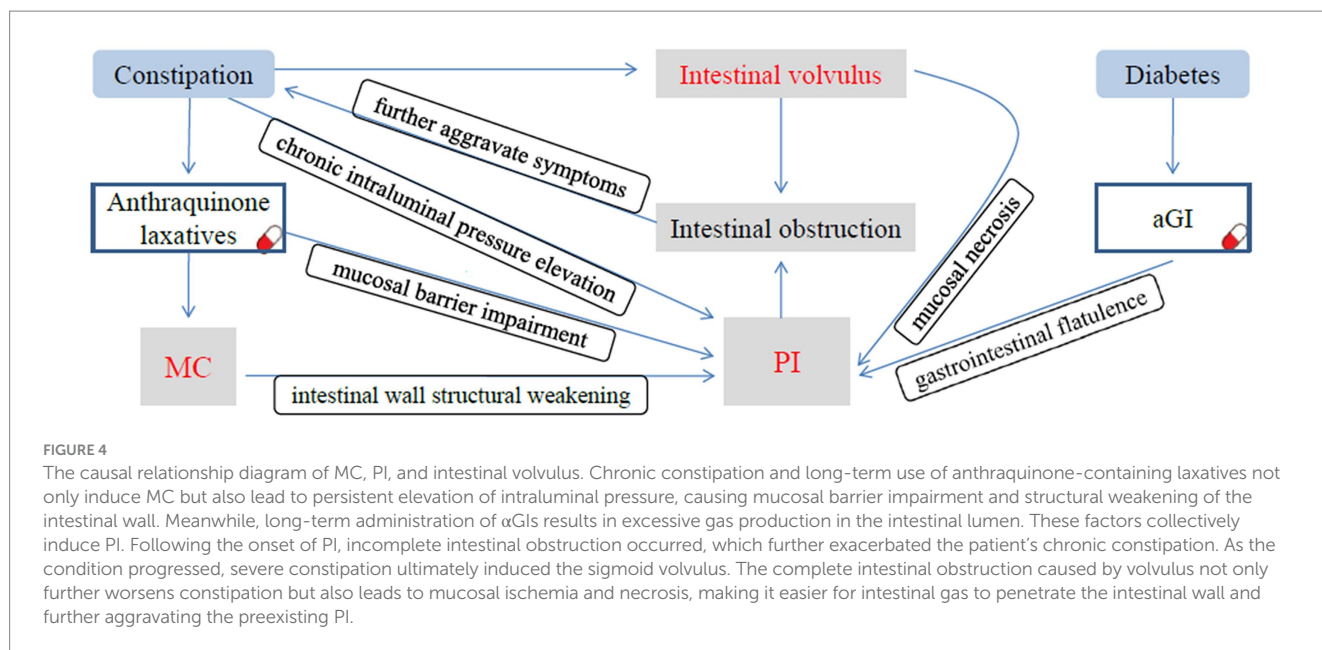 Constipation
Intestinal volvulus
Diabetes
further aggravate symptoms
chronic intraluminal pressure elevation
Anthraquinone
laxatives
mucosal barrier impairment
Intestinal obstruction
mucosal necrosis
aGI
gastrointestinal flatulence
MC
intestinal wall structural weakening
PI
FIGURE 4
The causal relationship diagram of MC, PI, and intestinal volvulus. Chronic constipation and long-term use of anthraquinone-containing laxatives not
only induce MC but also lead to persistent elevation of intraluminal pressure, causing mucosal barrier impairment and structural weakening of the
intestinal wall. Meanwhile, long-term administration of αGIs results in excessive gas production in the intestinal lumen. These factors collectively
induce PI. Following the onset of PI, incomplete intestinal obstruction occurred, which further exacerbated the patient's chronic constipation. As the
condition progressed, severe constipation ultimately induced the sigmoid volvulus. The complete intestinal obstruction caused by volvulus not only
further worsens constipation but also leads to mucosal ischemia and necrosis, making it easier for intestinal gas to penetrate the intestinal wall and
further aggravating the preexisting PI.